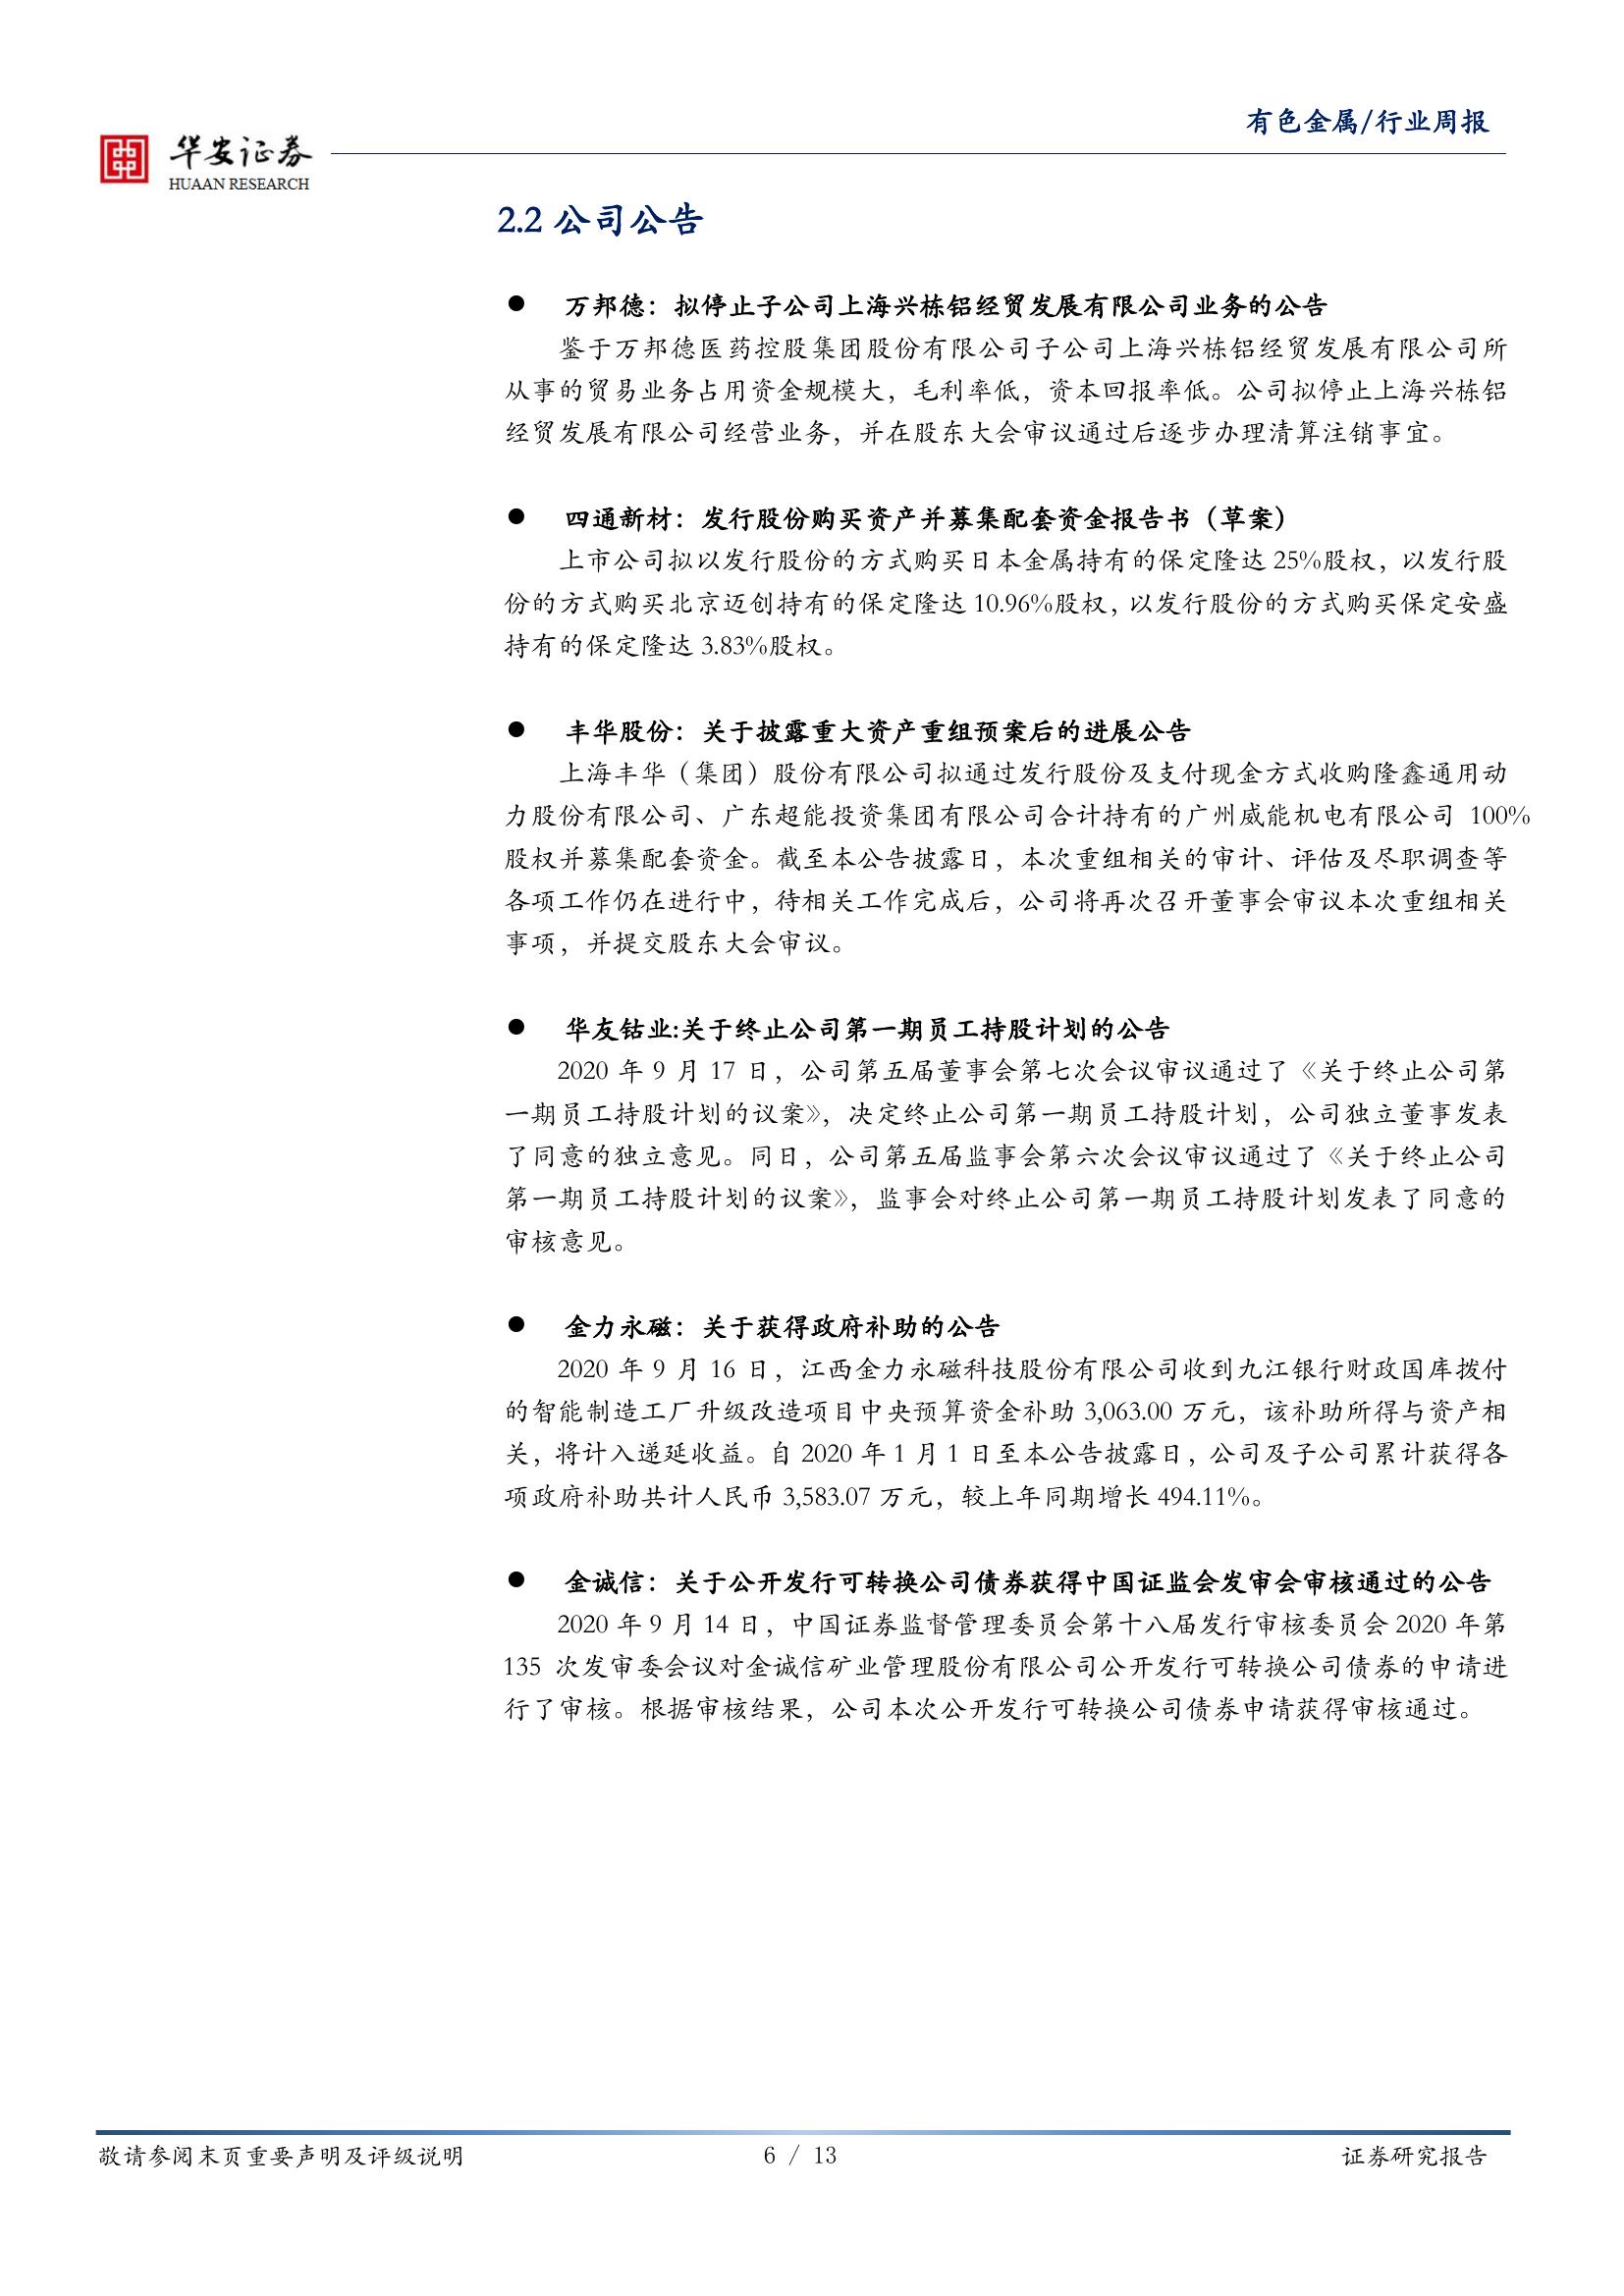 有色金属/行业周报
华安证券
HUAAN RESEARCH
2.2 公司公告
● 万邦德：拟停止子公司上海兴栋铝经贸发展有限公司业务的公告
鉴于万邦德医药控股集团股份有限公司子公司上海兴栋铝经贸发展有限公司所
从事的贸易业务占用资金规模大，毛利率低，资本回报率低。公司拟停止上海兴栋铝
经贸发展有限公司经营业务，并在股东大会审议通过后逐步办理清算注销事宜。
● 四通新材：发行股份购买资产并募集配套资金报告书（草案）
上市公司拟以发行股份的方式购买日本金属持有的保定隆达 25%股权，以发行股
份的方式购买北京迈创持有的保定隆达 10.96%股权，以发行股份的方式购买保定安盛
持有的保定隆达 3.83%股权。
● 丰华股份：关于披露重大资产重组预案后的进展公告
上海丰华（集团）股份有限公司拟通过发行股份及支付现金方式收购隆鑫通用动
力股份有限公司、广东超能投资集团有限公司合计持有的广州威能机电有限公司 100%
股权并募集配套资金。截至本公告披露日，本次重组相关的审计、评估及尽职调查等
各项工作仍在进行中，待相关工作完成后，公司将再次召开董事会审议本次重组相关
事项，并提交股东大会审议。
● 华友钴业:关于终止公司第一期员工持股计划的公告
2020 年 9 月 17 日，公司第五届董事会第七次会议审议通过了《关于终止公司第
一期员工持股计划的议案》，决定终止公司第一期员工持股计划，公司独立董事发表
了同意的独立意见。同日，公司第五届监事会第六次会议审议通过了《关于终止公司
第一期员工持股计划的议案》，监事会对终止公司第一期员工持股计划发表了同意的
审核意见。
● 金力永磁：关于获得政府补助的公告
2020 年 9 月 16 日，江西金力永磁科技股份有限公司收到九江银行财政国库拨付
的智能制造工厂升级改造项目中央预算资金补助 3,063.00 万元，该补助所得与资产相
关，将计入递延收益。自 2020 年 1 月 1 日至本公告披露日，公司及子公司累计获得各
项政府补助共计人民币 3,583.07 万元，较上年同期增长 494.11%。
● 金诚信：关于公开发行可转换公司债券获得中国证监会发审会审核通过的公告
2020 年 9 月 14 日，中国证券监督管理委员会第十八届发行审核委员会 2020 年第
135 次发审委会议对金诚信矿业管理股份有限公司公开发行可转换公司债券的申请进
行了审核。根据审核结果，公司本次公开发行可转换公司债券申请获得审核通过。
敬请参阅末页重要声明及评级说明
6 / 13
证券研究报告